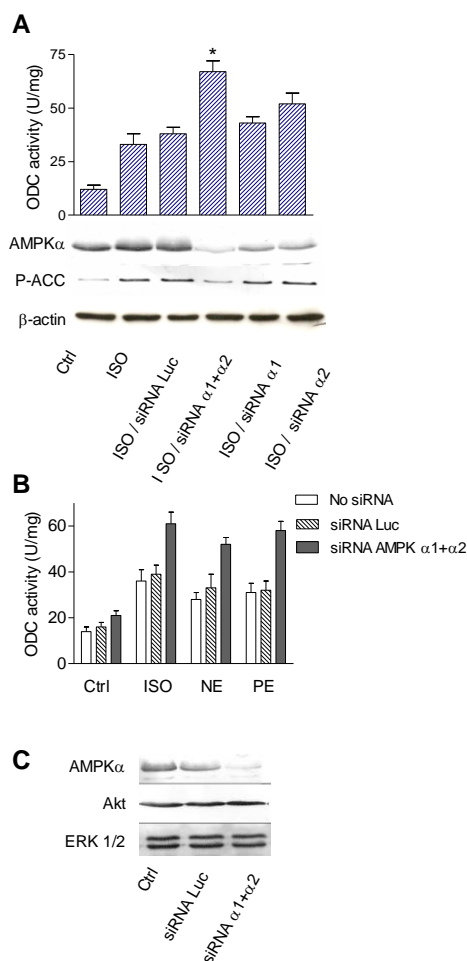 A
75
50
25
0
ODC activity (U/mg)
*
AMPKα
P-ACC
β-actin
Ctrl
ISO
ISO / siRNA Luc
I SO / siRNA α1+α2
ISO / siRNA α1
ISO / siRNA α2
B
No siRNA
siRNA Luc
siRNA AMPK α1+α2
60
40
20
0
ODC activity (U/mg)
Ctrl ISO NE PE
C
AMPKα
Akt
ERK 1/2
Ctrl
siRNA Luc
siRNA α1+α2